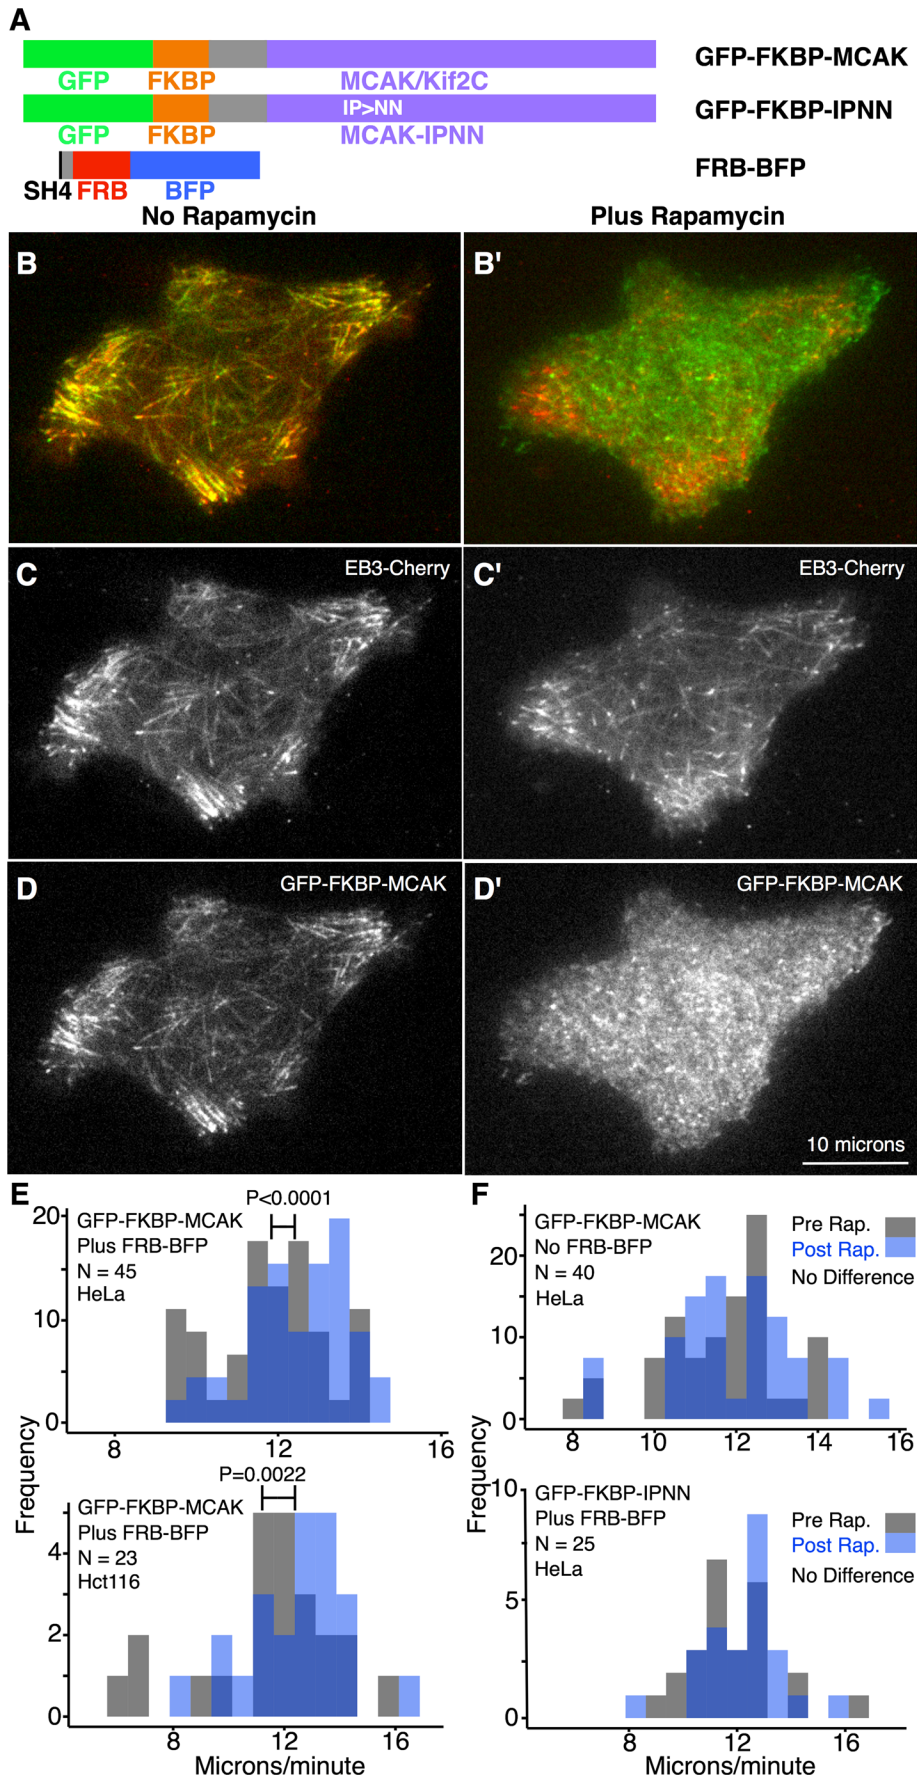 A
GFP-FKBP-MCAK
GFP FKBP MCAK/Kif2C
IP>NN
GFP-FKBP-IPNN
GFP FKBP MCAK-IPNN
FRB-BFP
SH4 FRB BFP
No Rapamycin Plus Rapamycin
B B'
C EB3-Cherry C' EB3-Cherry
D GFP-FKBP-MCAK D' GFP-FKBP-MCAK
10 microns
E
P<0.0001
GFP-FKBP-MCAK
Plus FRB-BFP
N = 45
HeLa
20
10
0
8 12 16
Frequency
P=0.0022
GFP-FKBP-MCAK
Plus FRB-BFP
N = 23
Hct116
4
2
0
8 12 16
Microns/minute
F
GFP-FKBP-MCAK
No FRB-BFP
N = 40
HeLa
Pre Rap.
Post Rap.
No Difference
20
10
0
8 10 12 14 16
Frequency
GFP-FKBP-IPNN
Plus FRB-BFP
N = 25
HeLa
Pre Rap.
Post Rap.
No Difference
10
5
0
8 12 16
Microns/minute